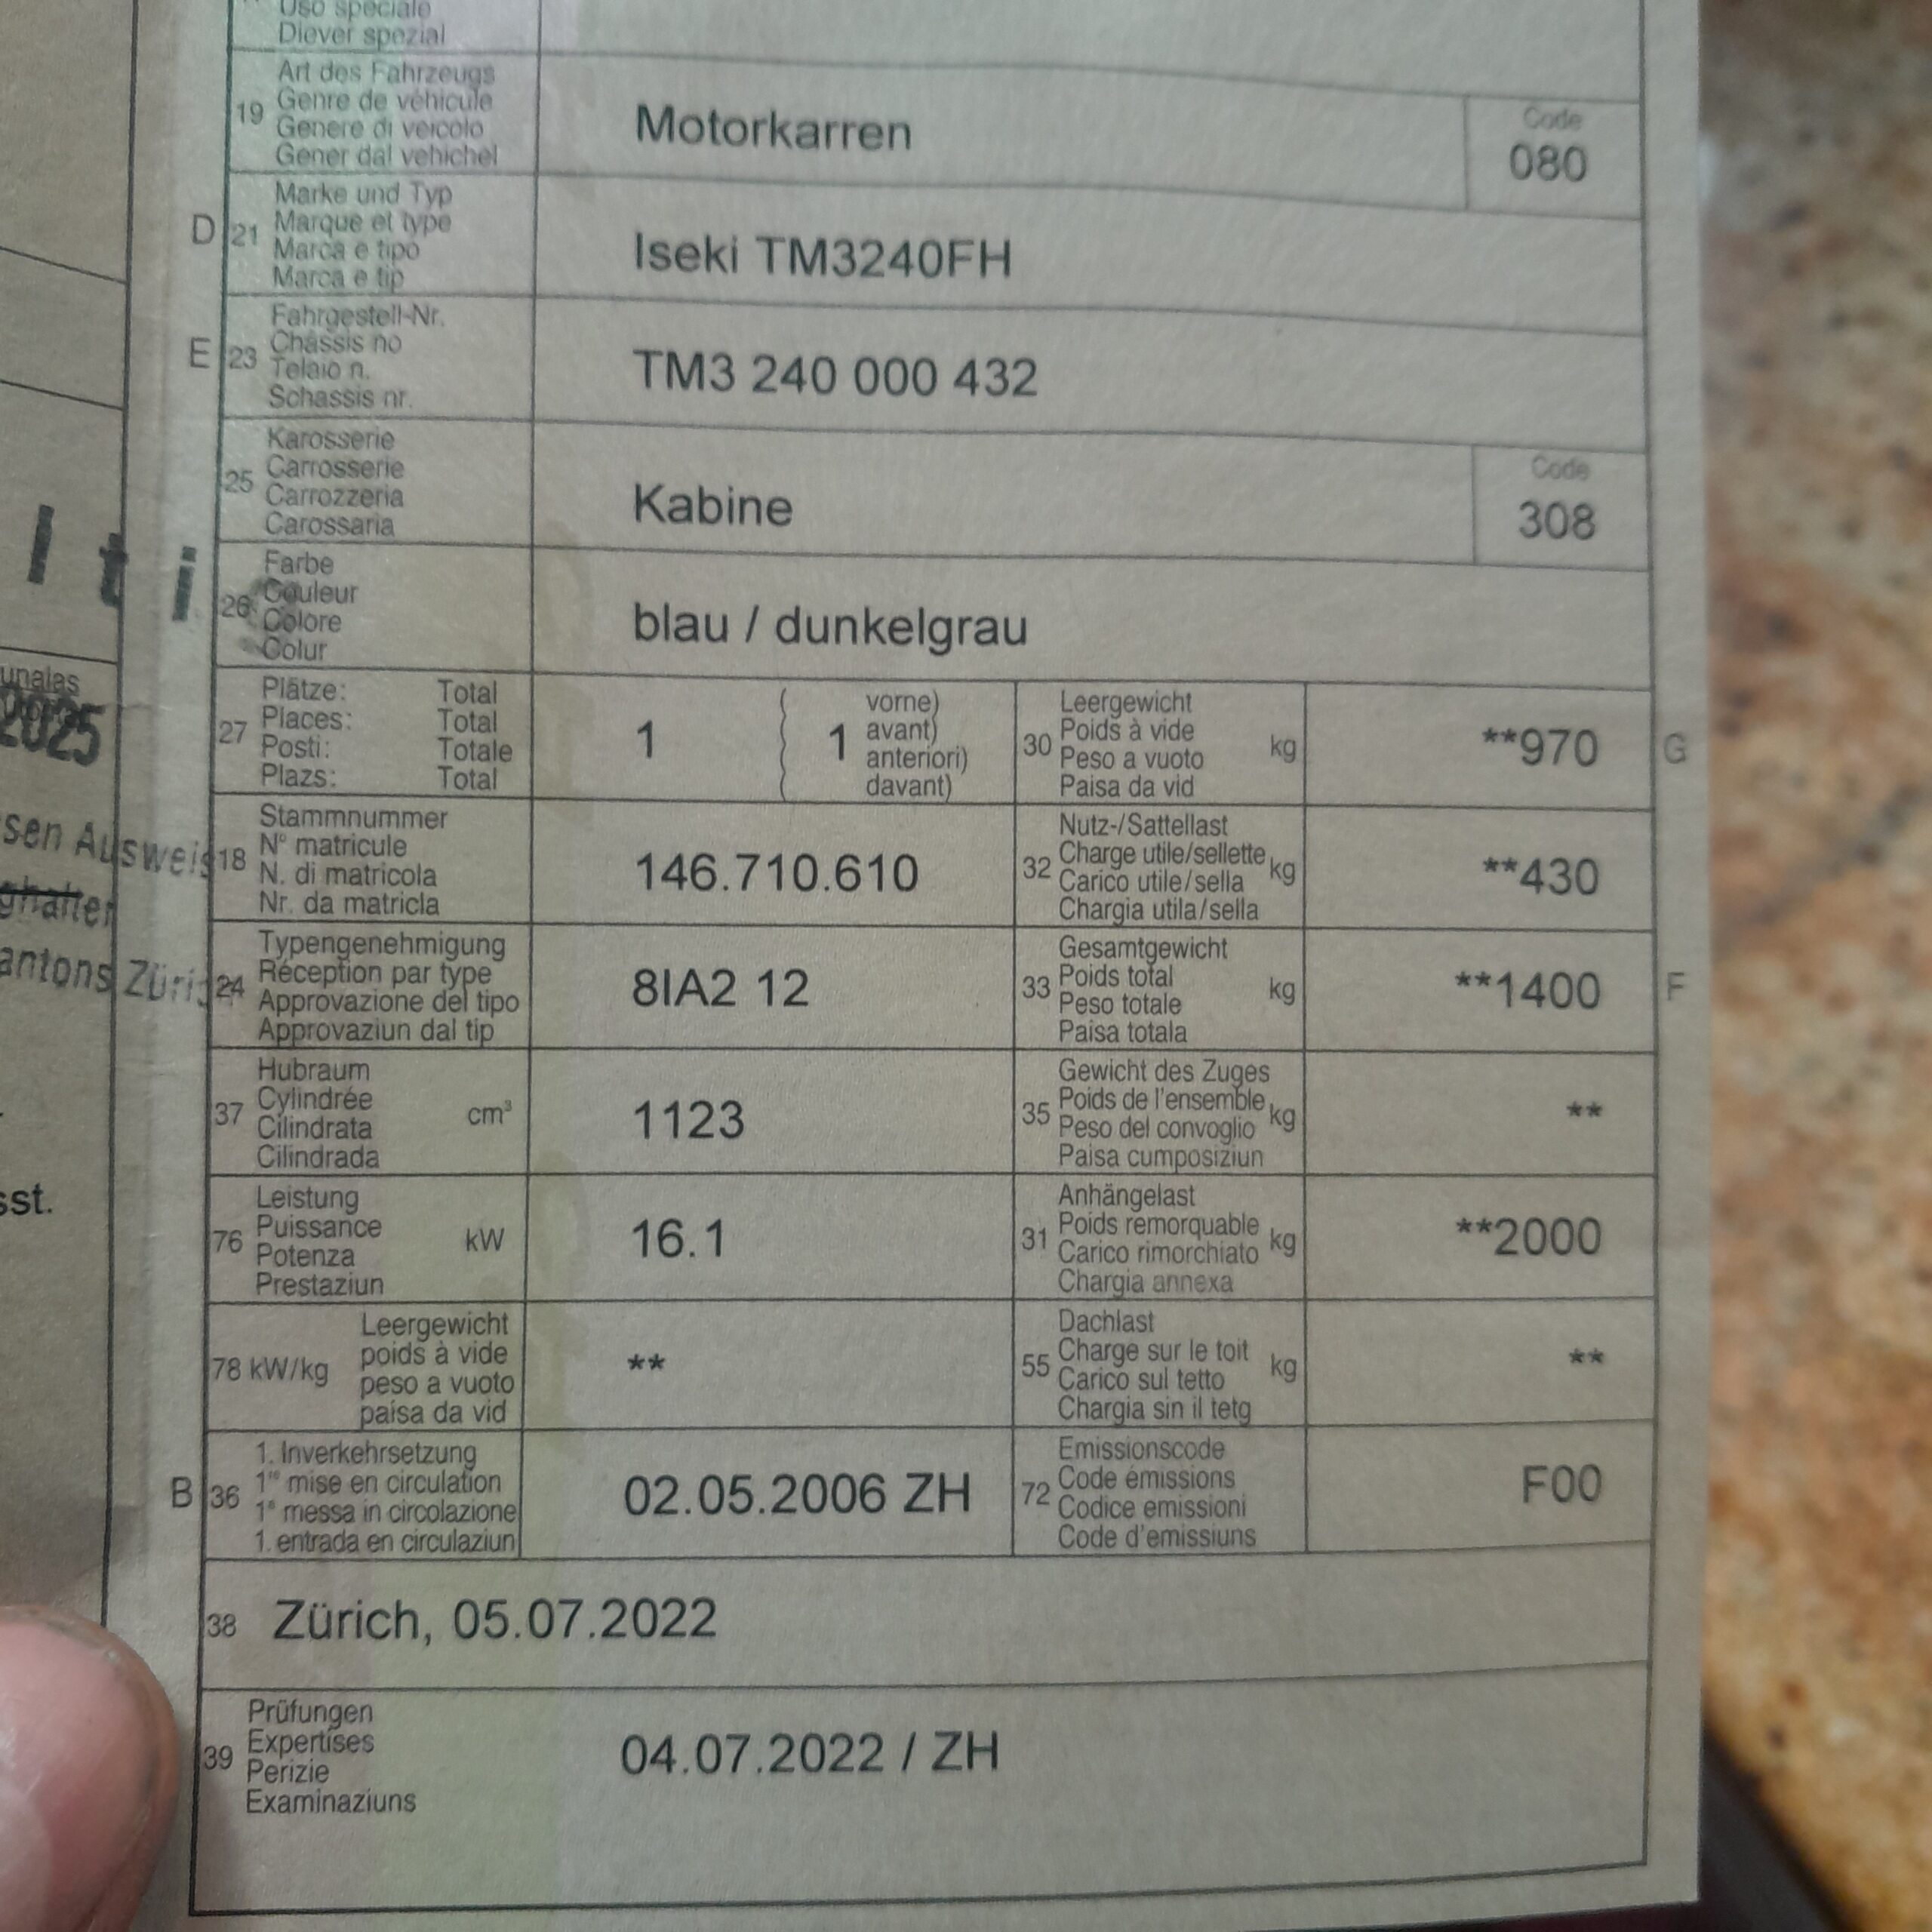 Uso speciale
Diever spezial
19 Art des Fahrzeugs
Genre de véhicule
Genere di veicolo
Gener dal vehichel
Motorkarren
Code
080
D 21 Marke und Typ
Marque et type
Marca e tipo
Marca e tip
Iseki TM3240FH
E 23 Fahrgestell-Nr.
Châssis no
Telaio n.
Schassis nr.
TM3 240 000 432
25 Karosserie
Carrosserie
Carrozzeria
Carossaria
Kabine
Code
308
l t i
26 Farbe
Couleur
Colore
Colur
blau / dunkelgrau
2025
27 Plätze: Total
Places: Total
Posti: Totale
Plazs: Total
1 ( 1 vorne)
avant)
anteriori)
davant)
30 Leergewicht
Poids à vide
Peso a vuoto
Paisa da vid
kg
**970
G
sen Ausweis
18 Stammnummer
N° matricule
N. di matricola
Nr. da matricla
146.710.610
32 Nutz-/Sattellast
Charge utile/sellette
Carico utile/sella
Chargia utila/sella
kg
**430
ghalter
antons Züri
24 Typengenehmigung
Réception par type
Approvazione del tipo
Approvaziun dal tip
8IA2 12
33 Gesamtgewicht
Poids total
Peso totale
Paisa totala
kg
**1400
F
37 Hubraum
Cylindrée
Cilindrata
Cilindrada
cm³
1123
35 Gewicht des Zuges
Poids de l'ensemble
Peso del convoglio
Paisa cumposiziun
kg
**
sst.
76 Leistung
Puissance
Potenza
Prestaziun
kW
16.1
31 Anhängelast
Poids remorquable
Carico rimorchiato
Chargia annexa
kg
**2000
78 kW/kg Leergewicht
poids à vide
peso a vuoto
paisa da vid
**
55 Dachlast
Charge sur le toit
Carico sul tetto
Chargia sin il tetg
kg
**
B 36 1. Inverkehrsetzung
1re mise en circulation
1a messa in circolazione
1. entrada en circulaziun
02.05.2006 ZH
72 Emissionscode
Code émissions
Codice emissioni
Code d'emissiuns
F00
38 Zürich, 05.07.2022
39 Prüfungen
Expertises
Perizie
Examinaziuns
04.07.2022 / ZH